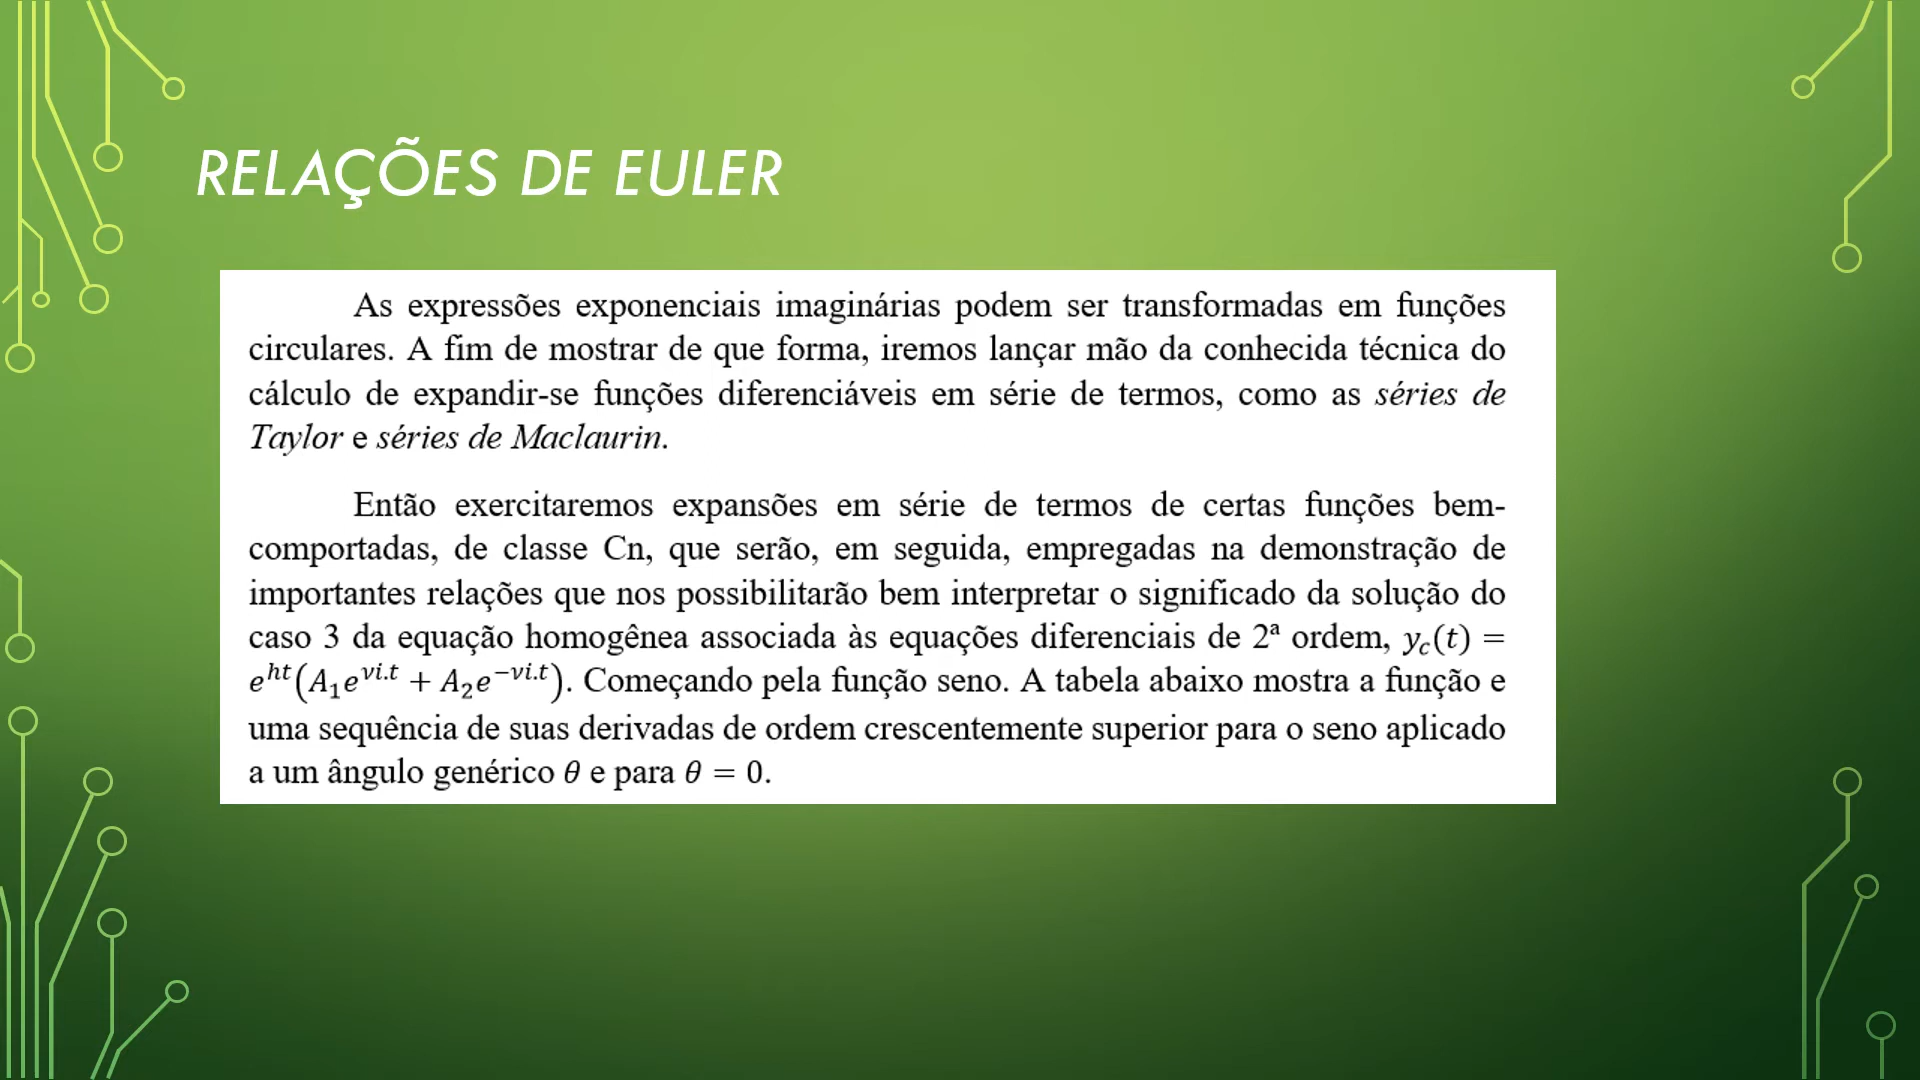 RELAÇÕES DE EULER
As expressões exponenciais imaginárias podem ser transformadas em funções
circulares. A fim de mostrar de que forma, iremos lançar mão da conhecida técnica do
cálculo de expandir-se funções diferenciáveis em série de termos, como as séries de
Taylor e séries de Maclaurin.
Então exercitaremos expansões em série de termos de certas funções bem-
comportadas, de classe Cn, que serão, em seguida, empregadas na demonstração de
importantes relações que nos possibilitarão bem interpretar o significado da solução do
caso 3 da equação homogênea associada às equações diferenciais de 2ª ordem, y_c(t) =
e^{ht}(A₁e^{vi.t} + A₂e^{−vi.t}). Começando pela função seno. A tabela abaixo mostra a função e
uma sequência de suas derivadas de ordem crescentemente superior para o seno aplicado
a um ângulo genérico θ e para θ = 0.